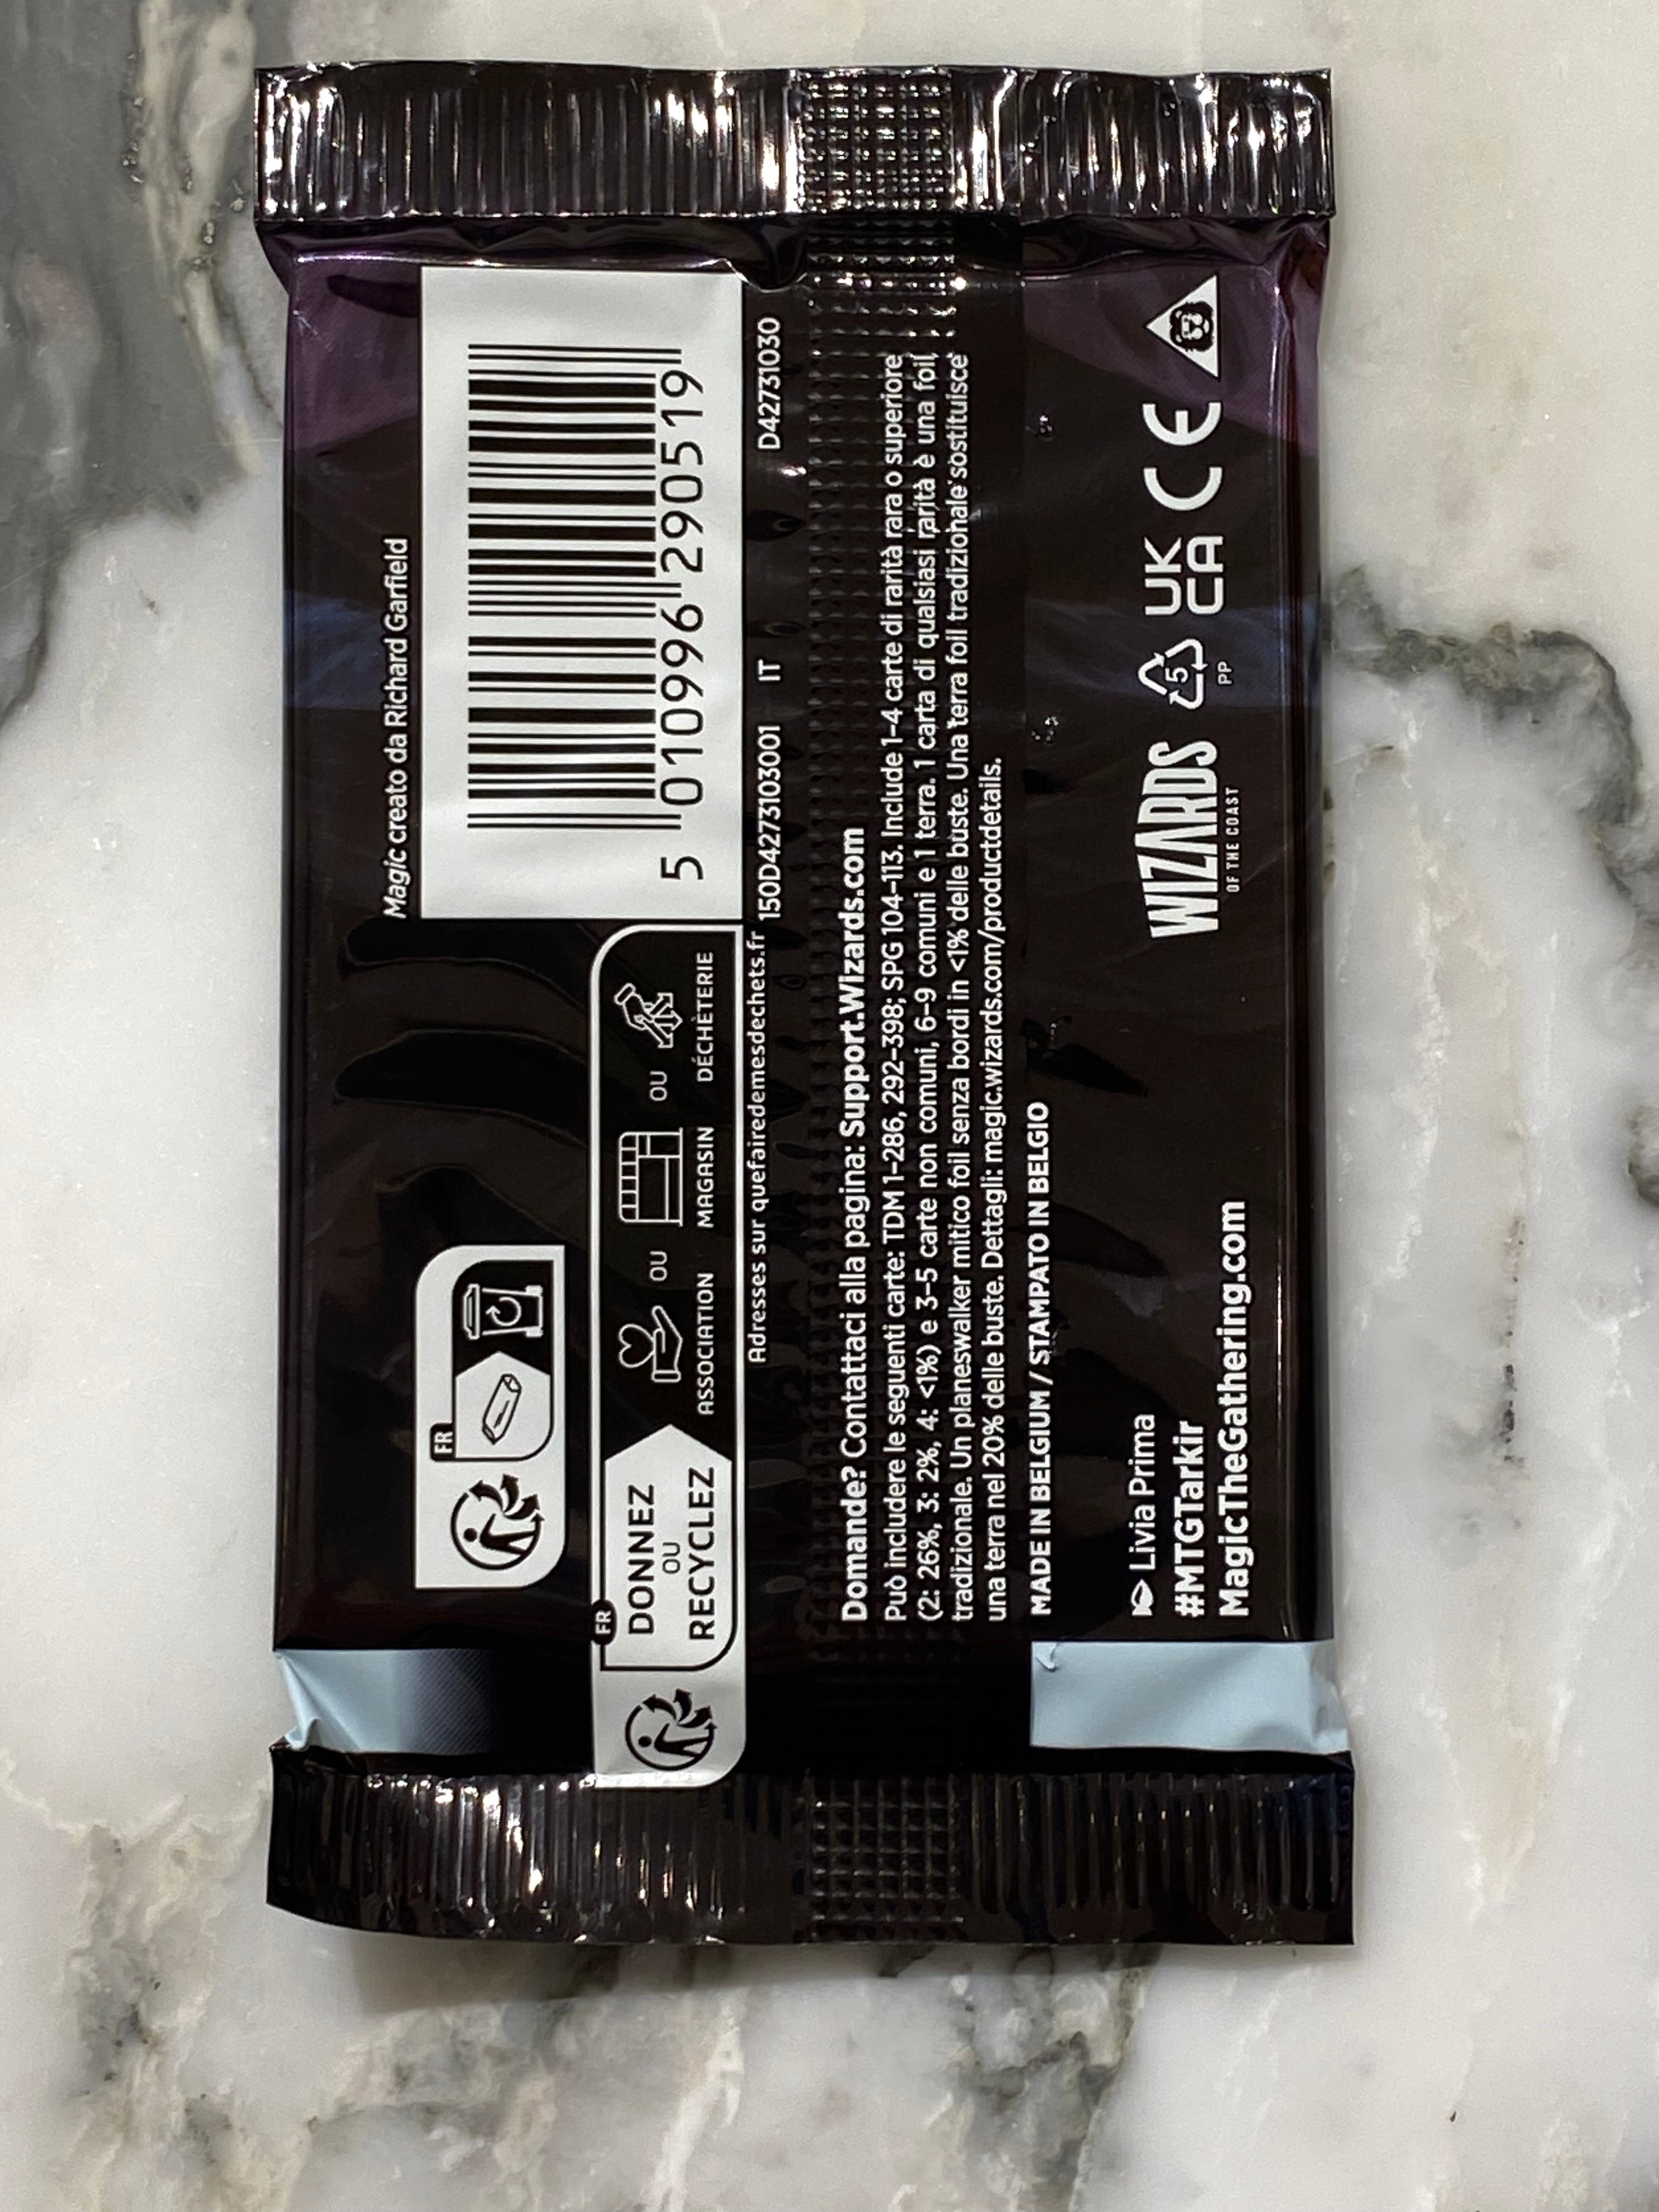 Magic creato da Richard Garfield
5 010996 290519
FR
FR
DONNEZ
OU
RECYCLEZ
ASSOCIATION
OU
MAGASIN
OU
DÉCHÈTERIE
Adresses sur quefairedemesdechets.fr
150D4273103001 IT D42731030
Domande? Contattaci alla pagina: Support.Wizards.com
Può includere le seguenti carte: TDM 1–286, 292–398; SPG 104–113. Include 1–4 carte di rarità rara o superiore
(2: 26%, 3: 2%, 4: <1%) e 3–5 carte non comuni, 6–9 comuni e 1 terra. 1 carta di qualsiasi rarità è una foil
tradizionale. Un planeswalker mitico foil senza bordi in <1% delle buste. Una terra foil tradizionale sostituisce
una terra nel 20% delle buste. Dettagli: magic.wizards.com/productdetails.
MADE IN BELGIUM / STAMPATO IN BELGIO
Livia Prima
#MTGTarkir
MagicTheGathering.com
WIZARDS
OF THE COAST
5
PP
UK
CA
CE